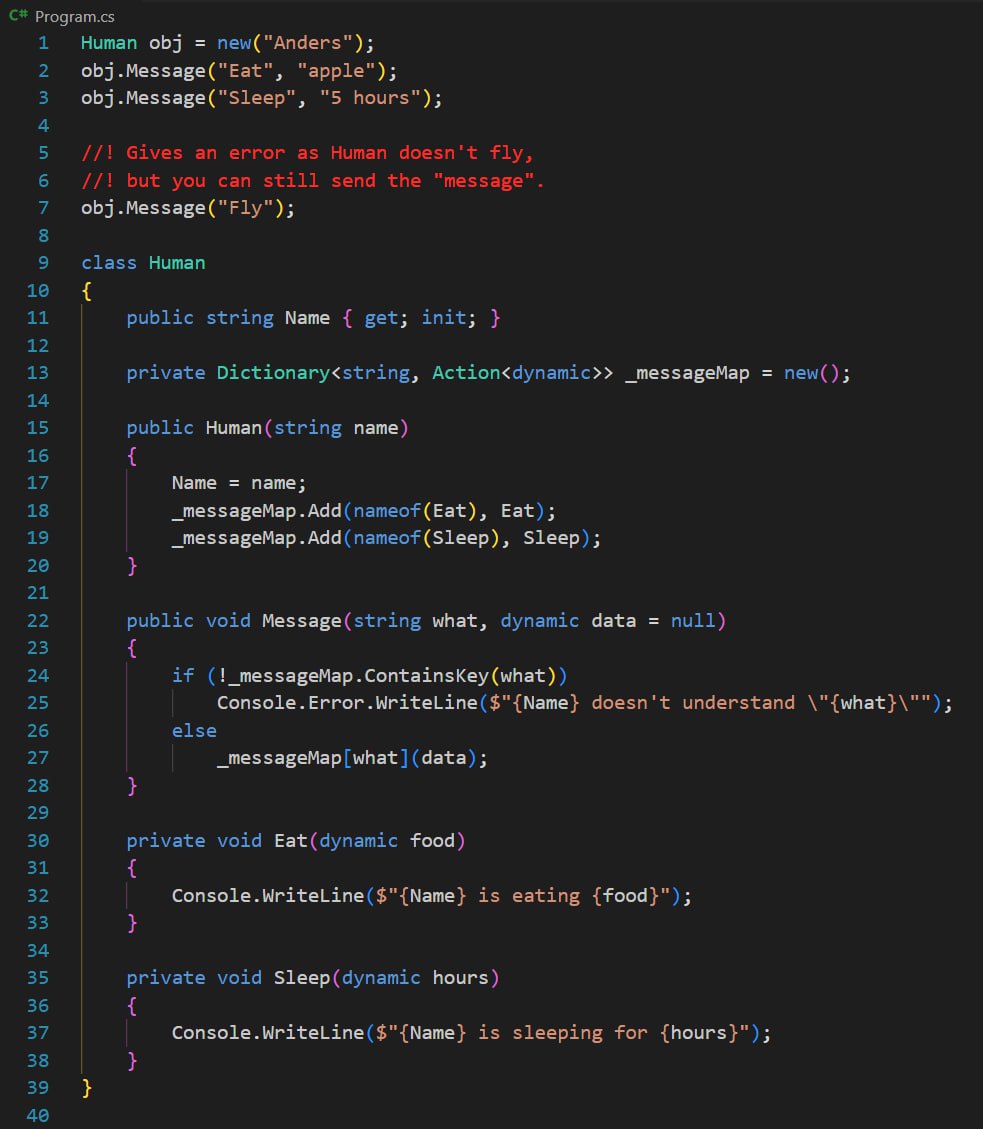 C# Program.cs
1 Human obj = new("Anders");
2 obj.Message("Eat", "apple");
3 obj.Message("Sleep", "5 hours");
4
5 //! Gives an error as Human doesn't fly,
6 //! but you can still send the "message".
7 obj.Message("Fly");
8
9 class Human
10 {
11     public string Name { get; init; }
12
13     private Dictionary<string, Action<dynamic>> _messageMap = new();
14
15     public Human(string name)
16     {
17         Name = name;
18         _messageMap.Add(nameof(Eat), Eat);
19         _messageMap.Add(nameof(Sleep), Sleep);
20     }
21
22     public void Message(string what, dynamic data = null)
23     {
24         if (!_messageMap.ContainsKey(what))
25             Console.Error.WriteLine($"{Name} doesn't understand \"{what}\"");
26         else
27             _messageMap[what](data);
28     }
29
30     private void Eat(dynamic food)
31     {
32         Console.WriteLine($"{Name} is eating {food}");
33     }
34
35     private void Sleep(dynamic hours)
36     {
37         Console.WriteLine($"{Name} is sleeping for {hours}");
38     }
39 }
40